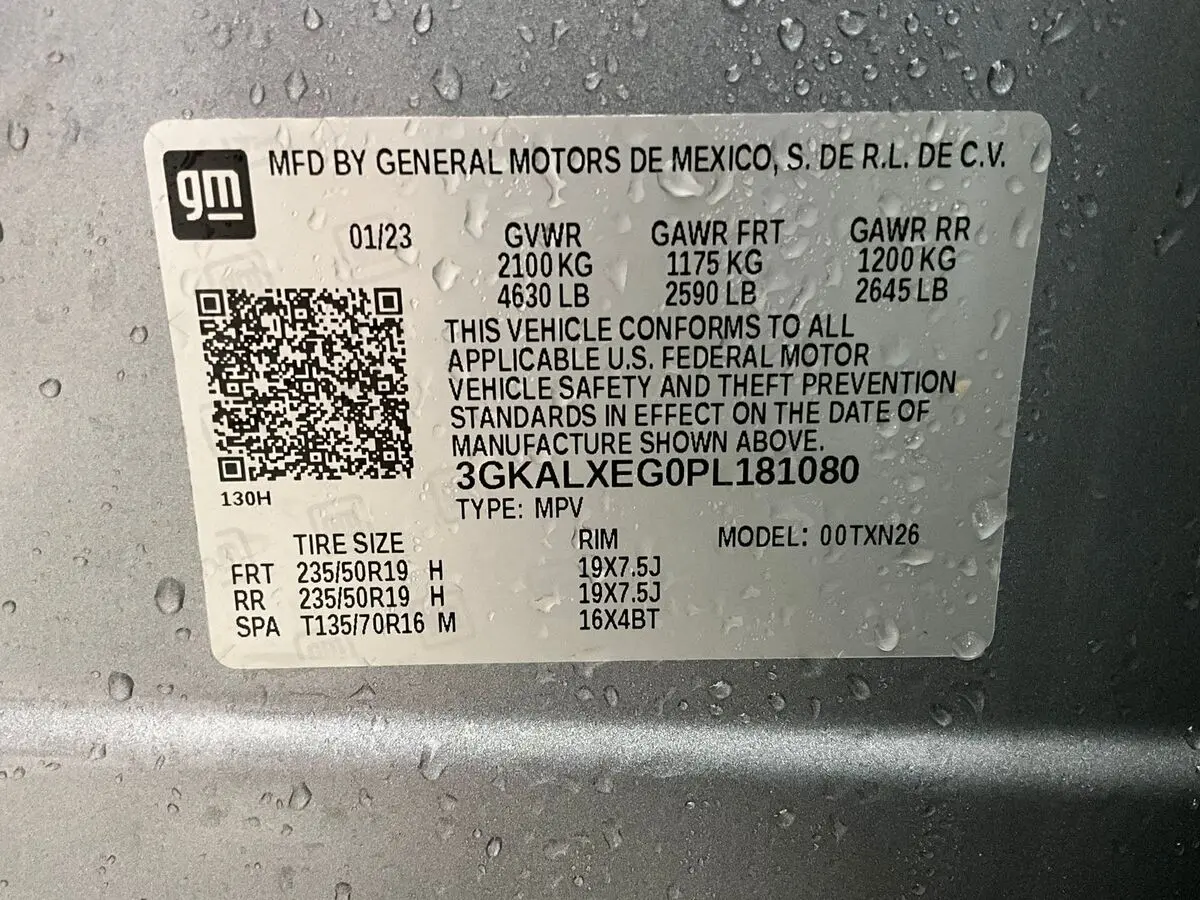 gm
MFD BY GENERAL MOTORS DE MEXICO, S. DE R.L. DE C.V.
01/23 GVWR GAWR FRT GAWR RR
2100 KG 1175 KG 1200 KG
4630 LB 2590 LB 2645 LB
THIS VEHICLE CONFORMS TO ALL
APPLICABLE U.S. FEDERAL MOTOR
VEHICLE SAFETY AND THEFT PREVENTION
STANDARDS IN EFFECT ON THE DATE OF
MANUFACTURE SHOWN ABOVE.
3GKALXEG0PL181080
130H
TYPE: MPV
TIRE SIZE RIM MODEL: 00TXN26
FRT 235/50R19 H 19X7.5J
RR 235/50R19 H 19X7.5J
SPA T135/70R16 M 16X4BT